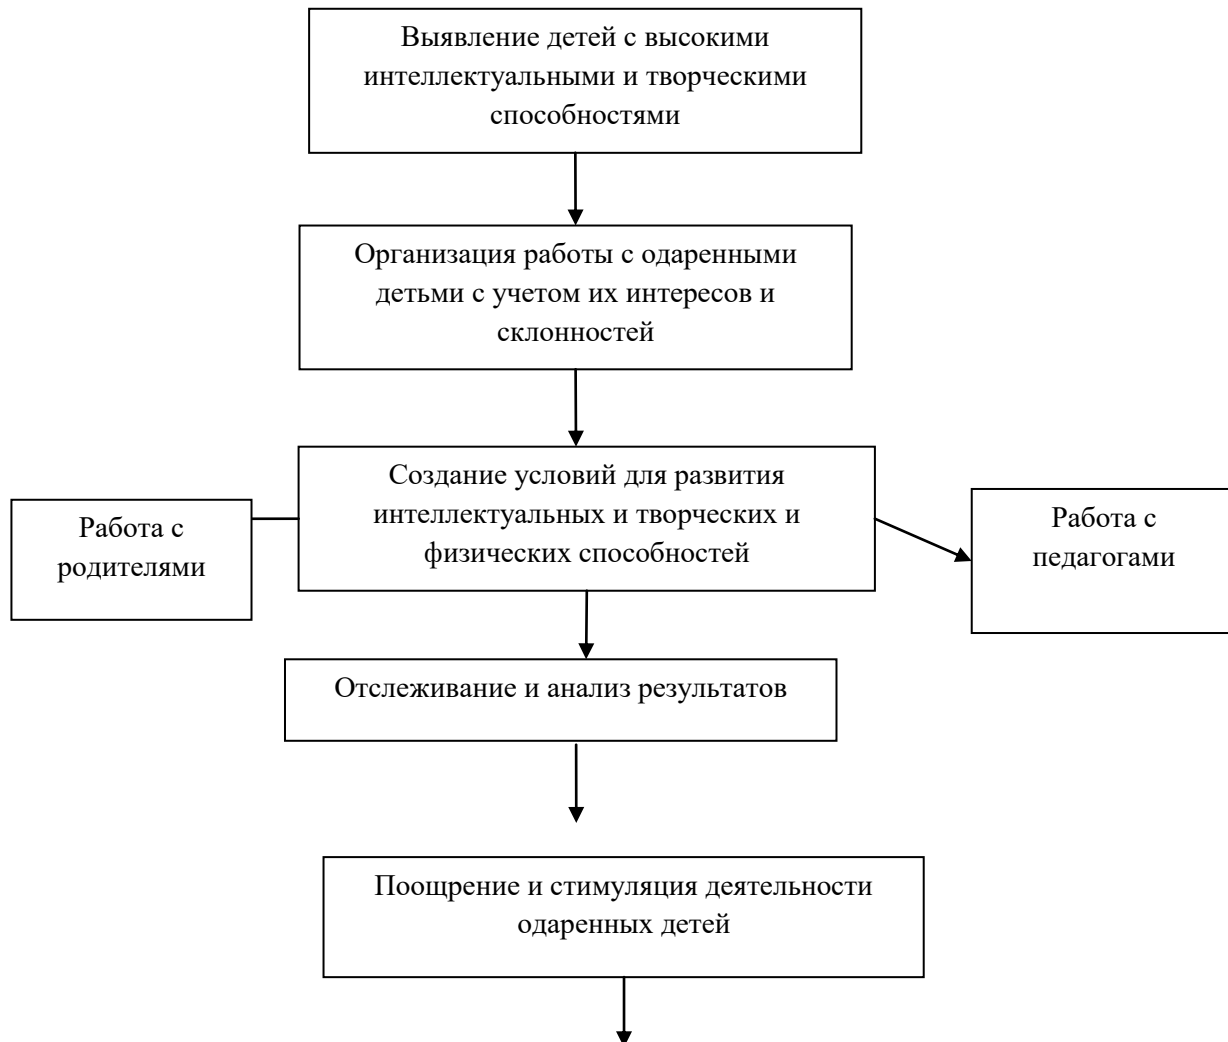 Выявление детей с высокими
интеллектуальными и творческими
способностями
Организация работы с одаренными
детьми с учетом их интересов и
склонностей
Создание условий для развития
интеллектуальных и творческих и
физических способностей
Работа с
родителями
Работа с
педагогами
Отслеживание и анализ результатов
Поощрение и стимуляция деятельности
одаренных детей